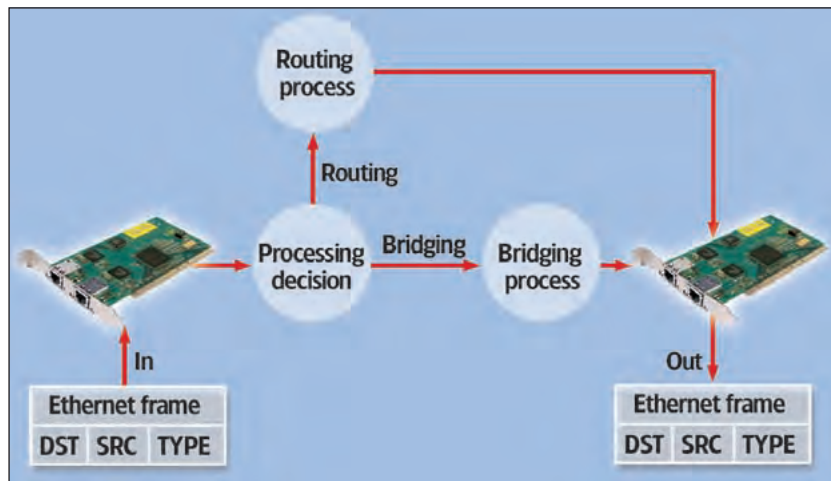 Routing
process
Routing
Processing
decision
Bridging
Bridging
process
In
Out
Ethernet frame
DST SRC TYPE
Ethernet frame
DST SRC TYPE